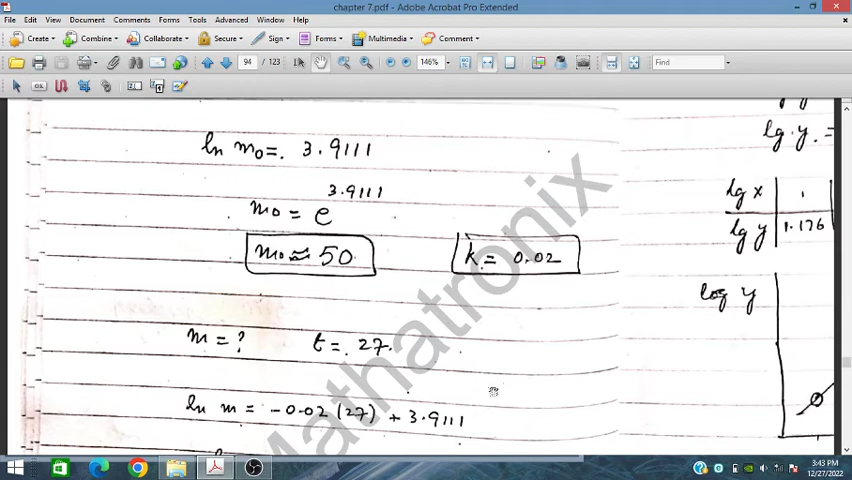 chapter 7.pdf - Adobe Acrobat Pro Extended
File Edit View Document Comments Forms Tools Advanced Window Help
Create Combine Collaborate Secure Sign Forms Multimedia Comment
94 / 123 146% Find
ln m₀ = 3.9111
m₀ = e^3.9111
m₀ ≈ 50 k = 0.02
m = ? t = 27
ln m = -0.02 (27) + 3.9111
lg y =
lg x 1
lg y 1.176
log y
Mathatronix
3:43 PM
12/27/2022